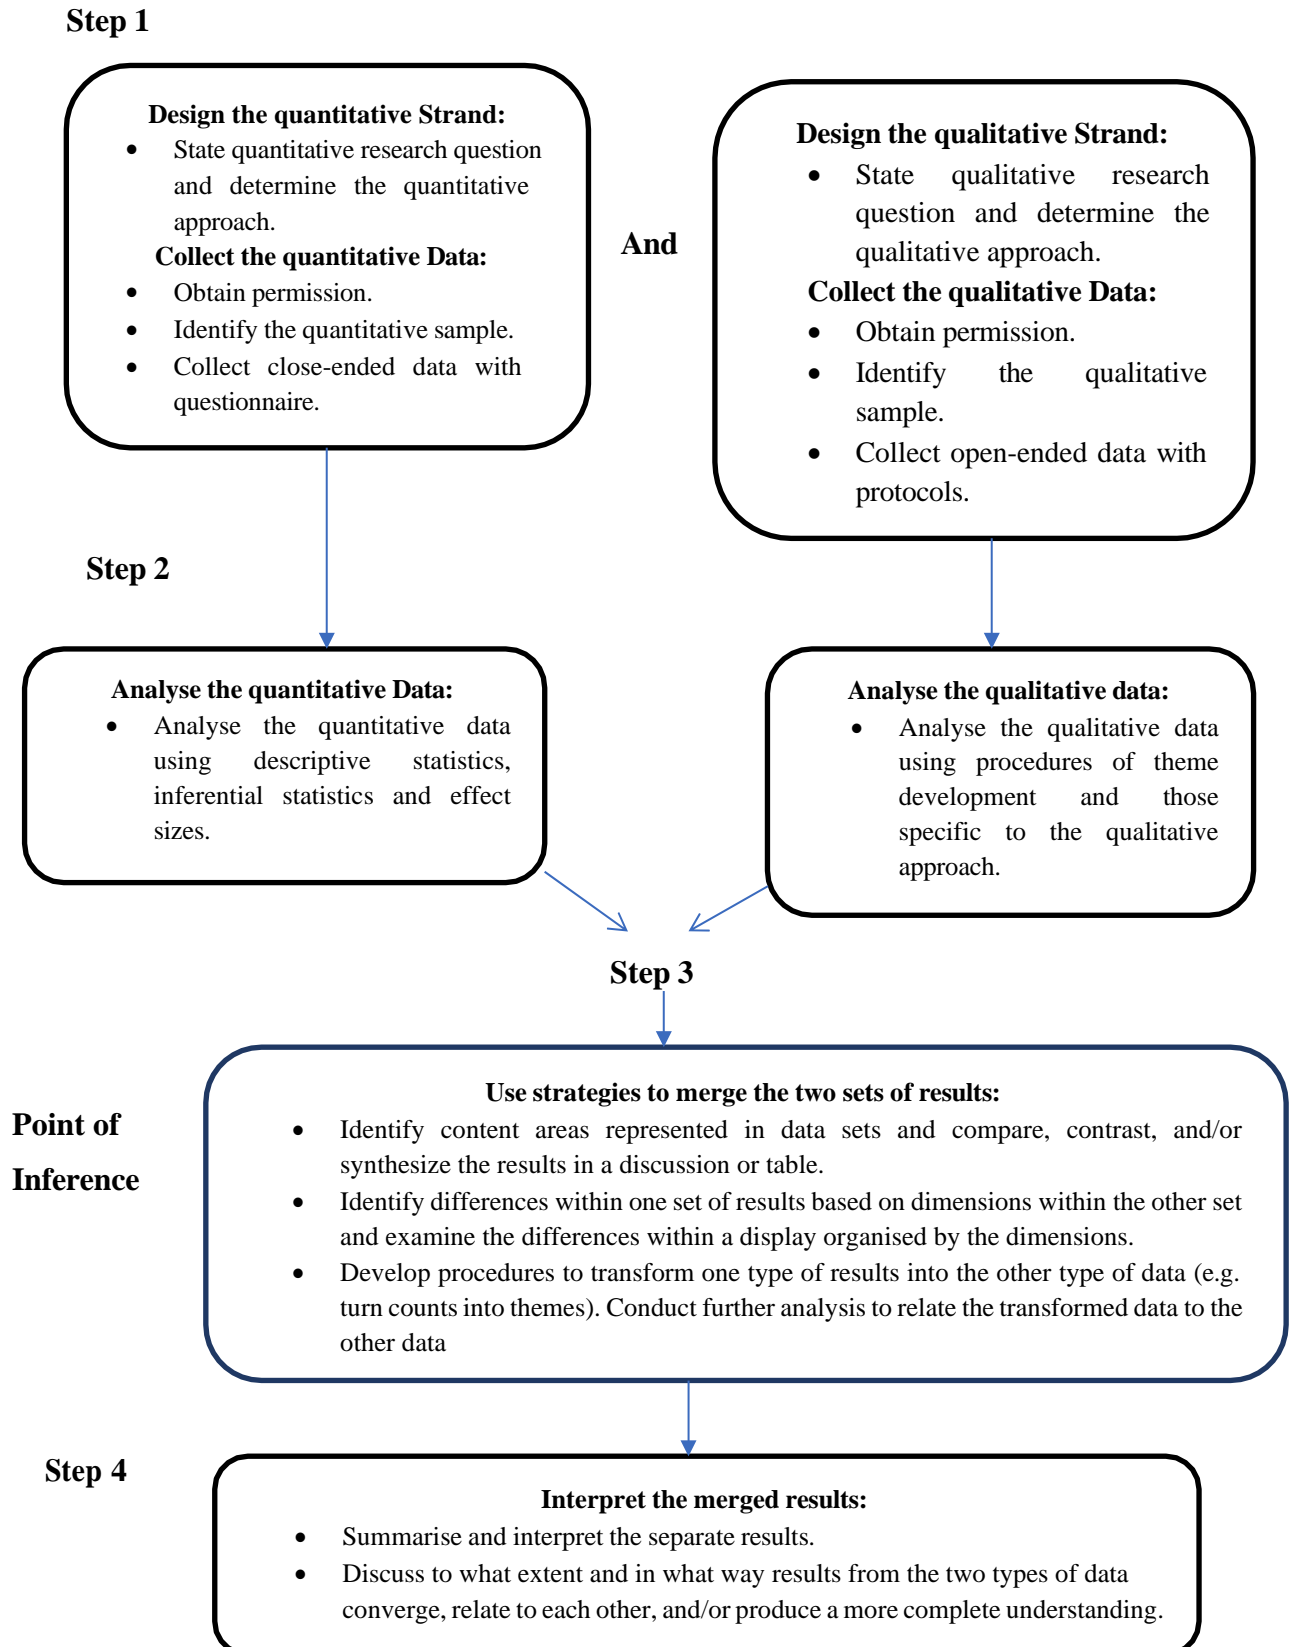 Step 1
Design the quantitative Strand:
• State quantitative research question
and determine the quantitative
approach.
Collect the quantitative Data:
• Obtain permission.
• Identify the quantitative sample.
• Collect close-ended data with
questionnaire.
And
Design the qualitative Strand:
• State qualitative research
question and determine the
qualitative approach.
Collect the qualitative Data:
• Obtain permission.
• Identify the qualitative
sample.
• Collect open-ended data with
protocols.
Step 2
Analyse the quantitative Data:
• Analyse the quantitative data
using descriptive statistics,
inferential statistics and effect
sizes.
Analyse the qualitative data:
• Analyse the qualitative data
using procedures of theme
development and those
specific to the qualitative
approach.
Step 3
Point of
Inference
Use strategies to merge the two sets of results:
• Identify content areas represented in data sets and compare, contrast, and/or
synthesize the results in a discussion or table.
• Identify differences within one set of results based on dimensions within the other set
and examine the differences within a display organised by the dimensions.
• Develop procedures to transform one type of results into the other type of data (e.g.
turn counts into themes). Conduct further analysis to relate the transformed data to the
other data
Step 4
Interpret the merged results:
• Summarise and interpret the separate results.
• Discuss to what extent and in what way results from the two types of data
converge, relate to each other, and/or produce a more complete understanding.